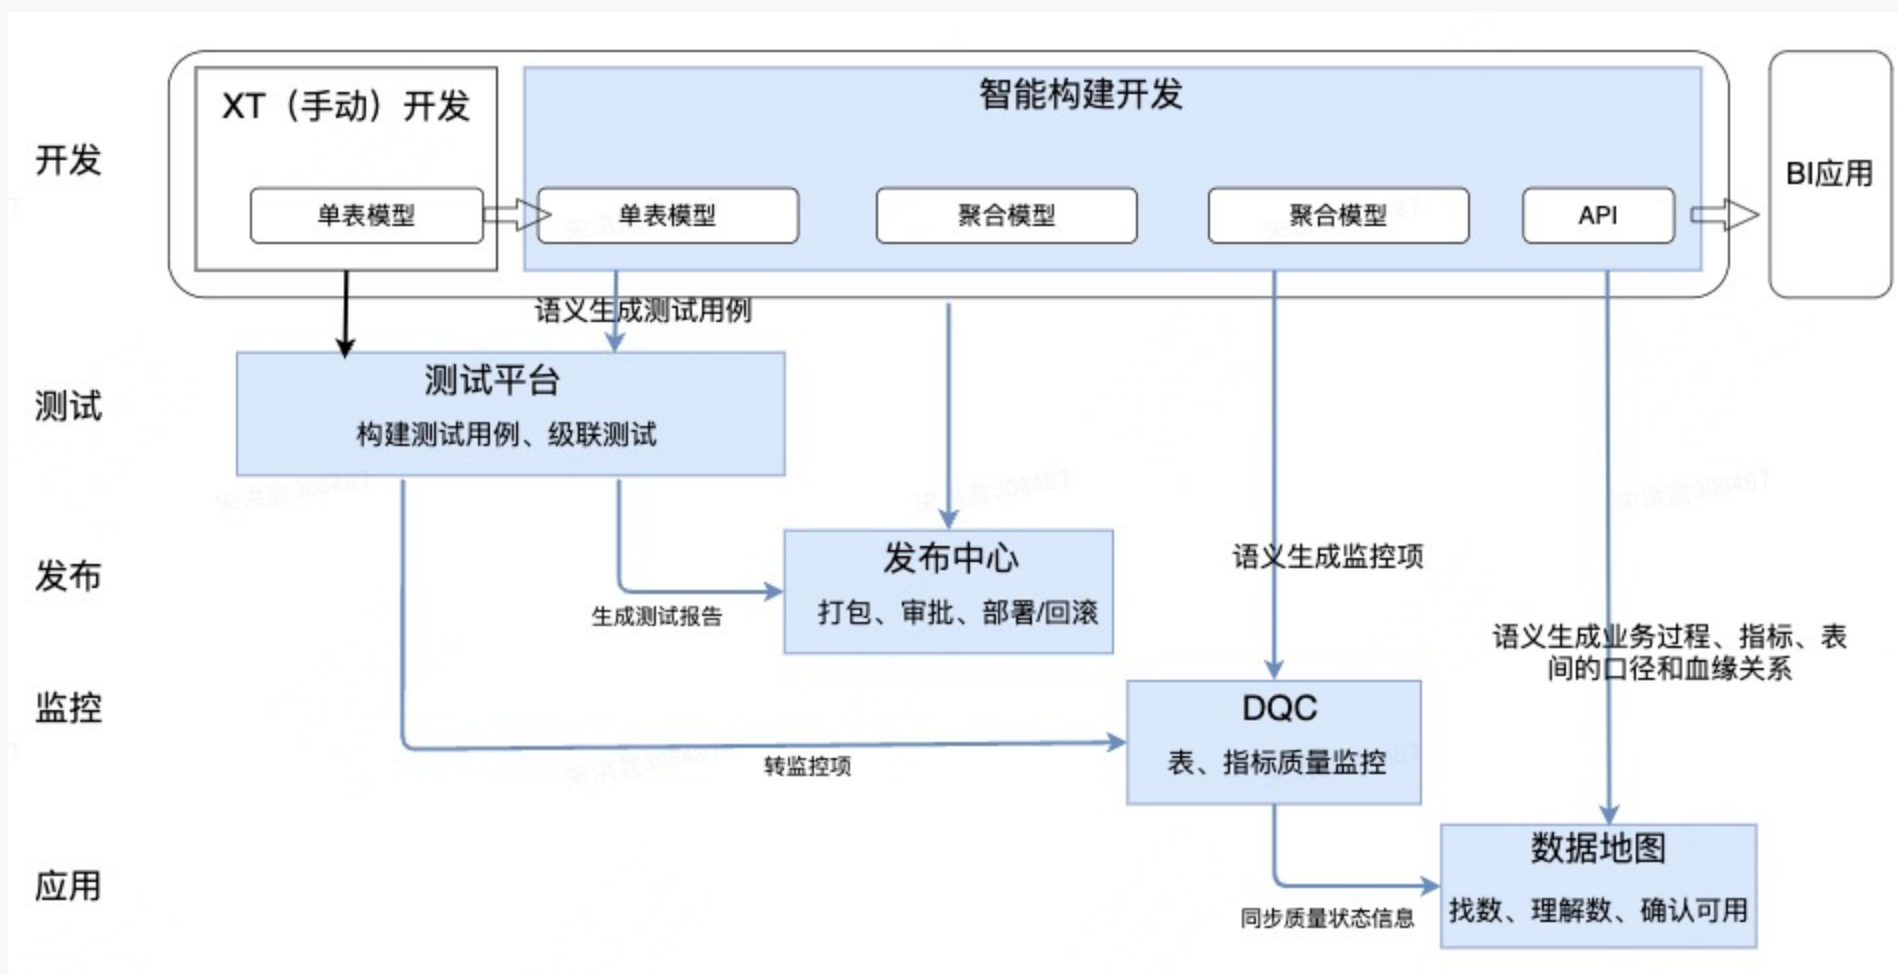 XT（手动）开发
智能构建开发
开发
BI应用
单表模型
单表模型
聚合模型
聚合模型
API
语义生成测试用例
测试平台
测试
构建测试用例、级联测试
发布中心
语义生成监控项
发布
打包、审批、部署/回滚
生成测试报告
语义生成业务过程、指标、表
间的口径和血缘关系
监控
DQC
表、指标质量监控
转监控项
数据地图
应用
找数、理解数、确认可用
同步质量状态信息